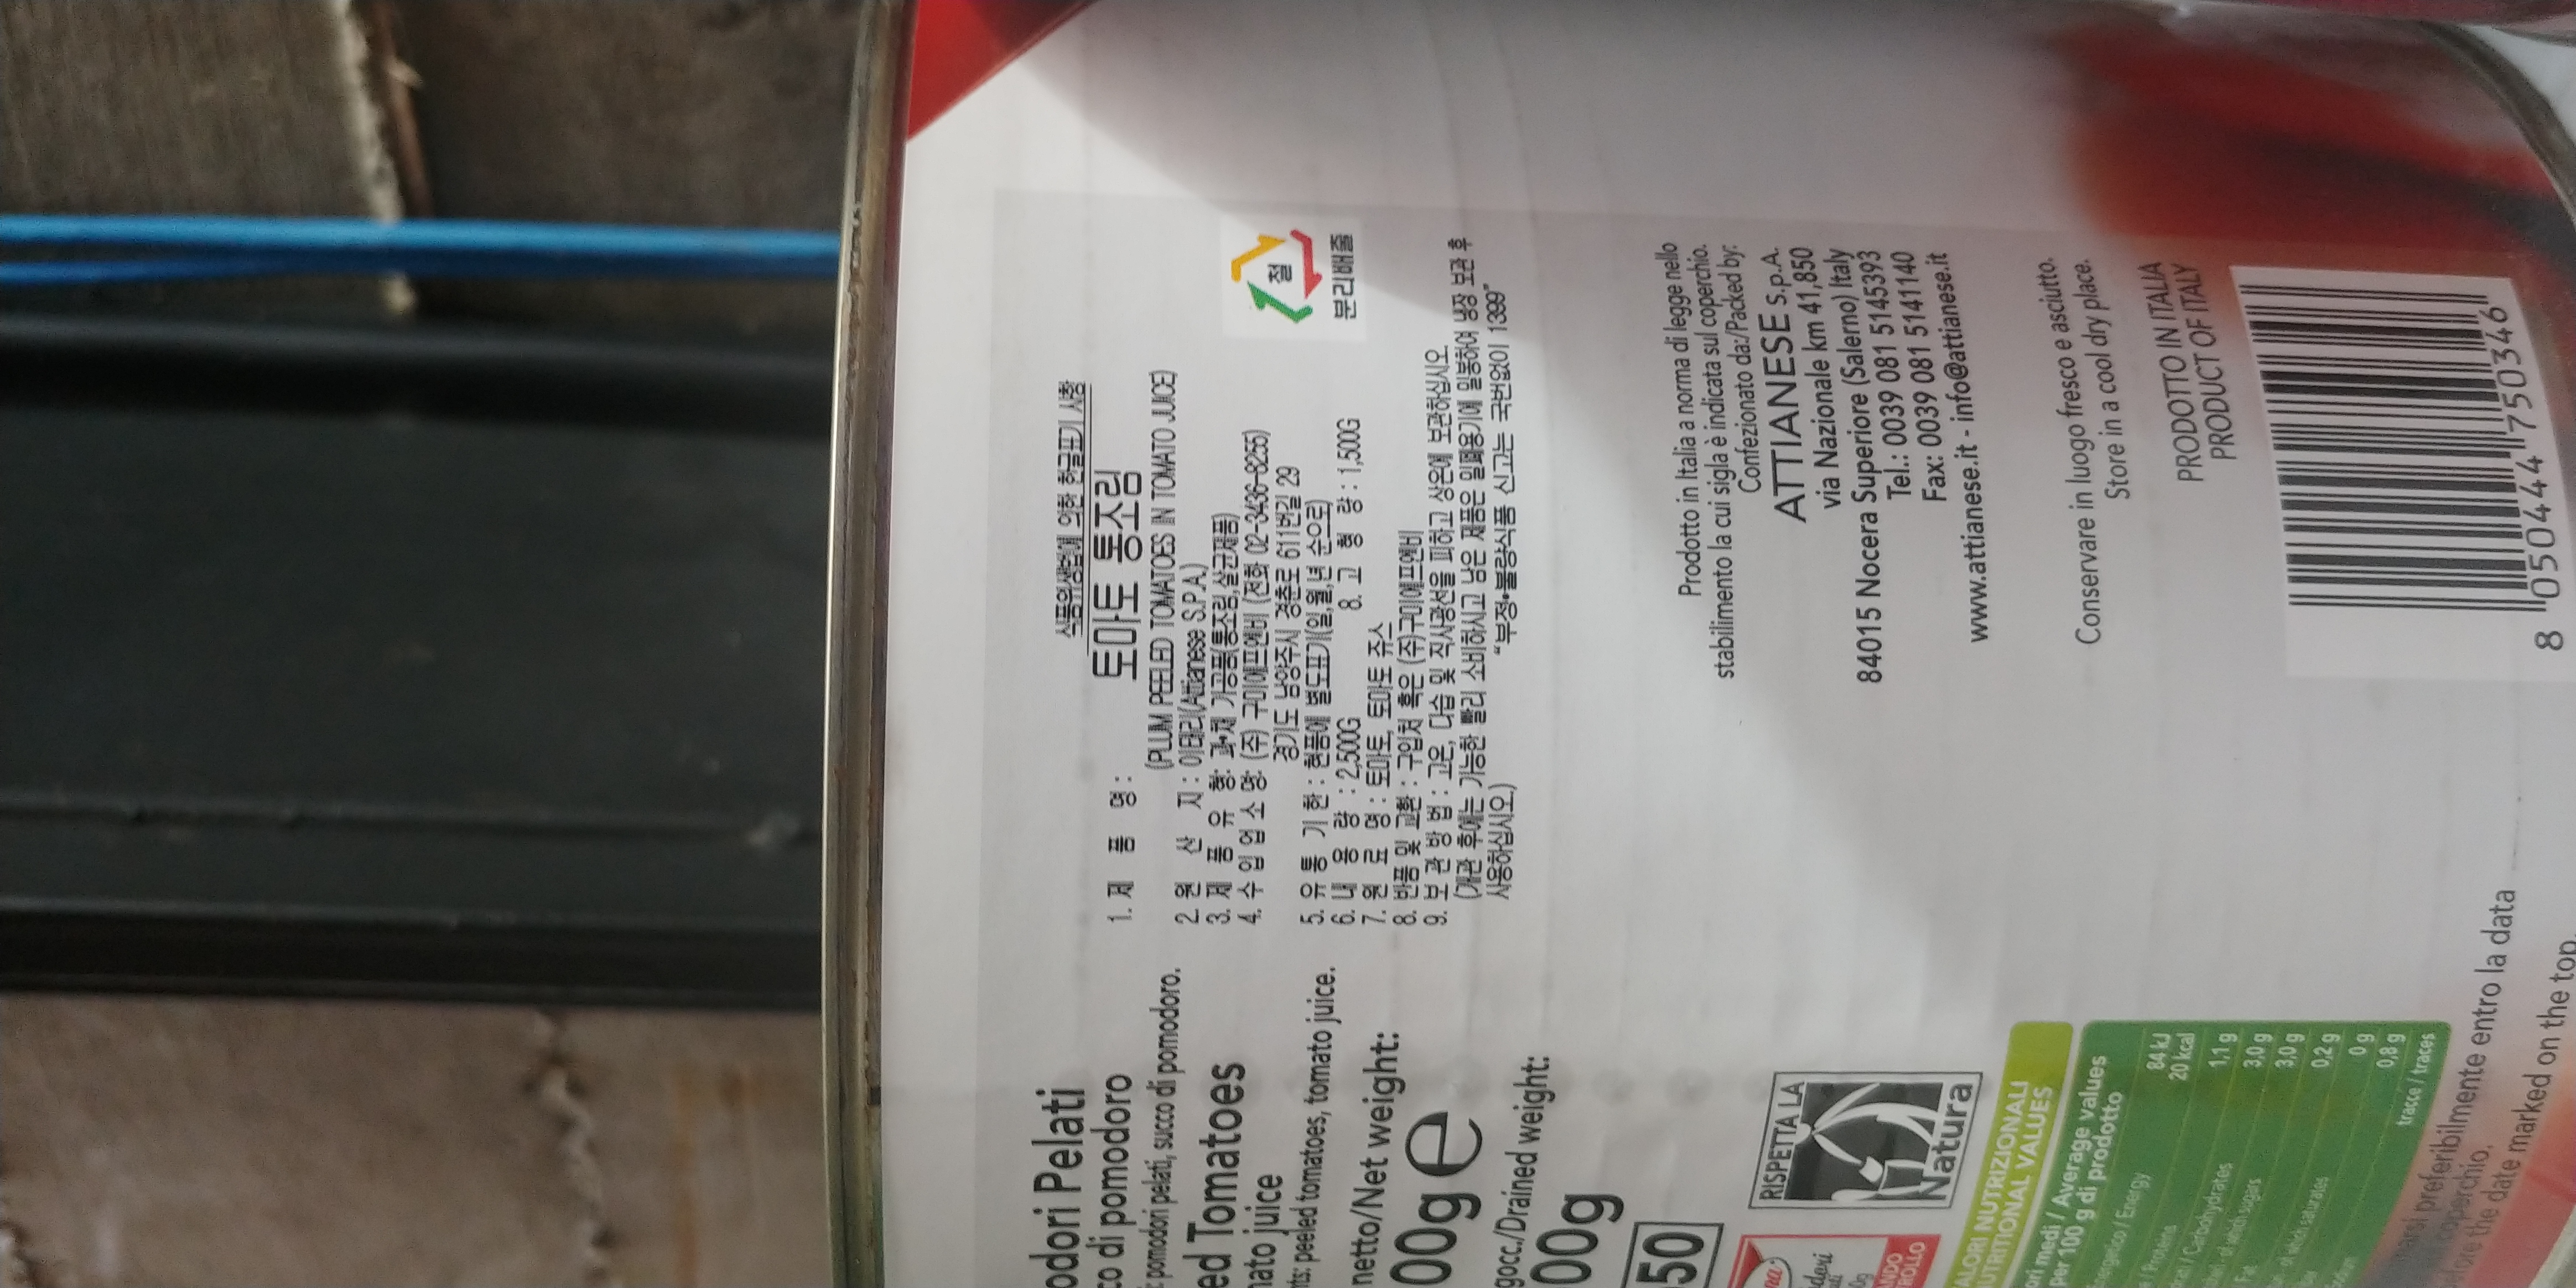 odori Pelati
co di pomodoro
: pomodori pelati, succo di pomodoro.
ed Tomatoes
nato juice
nts: peeled tomatoes, tomato juice.
netto/Net weight:
00g e
gocc./Drained weight:
00g
50
RISPETTA LA
Natura
ALORI NUTRIZIONALI
NUTRITIONAL VALUES
ori medi / Average values
per 100 g di prodotto
energetico / Energy
84 kJ
20 kcal
/ Proteins 1,1 g
/ Carbohydrates 3,0 g
of which sugars 3,0 g
Fat 0,2 g
of which saturates 0 g
0,8 g
Sodium tracce / traces
marsi preferibilmente entro la data
coperchio.
efore the date marked on the top.
식품위생법에 의한 한글표기 사항
1. 제 품 명 : 토마토 통조림
(PLUM PEELED TOMATOES IN TOMATO JUICE)
2. 원 산 지 : 이태리(Attianese S.P.A.)
3. 제 품 유 형: 과•채 가공품(통조림,살균제품)
4. 수 입 업 소 명: (주) 구미에프엔비 (전화 02-3436-8255)
경기도 남양주시 경춘로 611번길 29
5. 유 통 기 한 : 현품에 별도표기(일,월,년 순으로)
6. 내 용 량 : 2,500G 8. 고 형 량 : 1,500G
7. 원 료 명 : 토마토, 토마토 쥬스
8. 반품 및 교환 : 구입처 혹은 (주)구미에프엔비
9. 보 관 방 법 : 고온, 다습 및 직사광선을 피하고 상온에 보관하십시오.
(개관 후에는 가능한 빨리 소비하시고 남은 제품은 밀폐용기에 밀봉하여 냉장 보관 후
사용하십시오.) “부정•불량식품 신고는 국번없이 1399”
철
분리배출
Prodotto in Italia a norma di legge nello
stabilimento la cui sigla è indicata sul coperchio.
Confezionato da:/Packed by:
ATTIANESE S.p.A.
via Nazionale km 41,850
84015 Nocera Superiore (Salerno) Italy
Tel.: 0039 081 5145393
Fax: 0039 081 5141140
www.attianese.it - info@attianese.it
Conservare in luogo fresco e asciutto.
Store in a cool dry place.
PRODOTTO IN ITALIA
PRODUCT OF ITALY
8 050444 750346